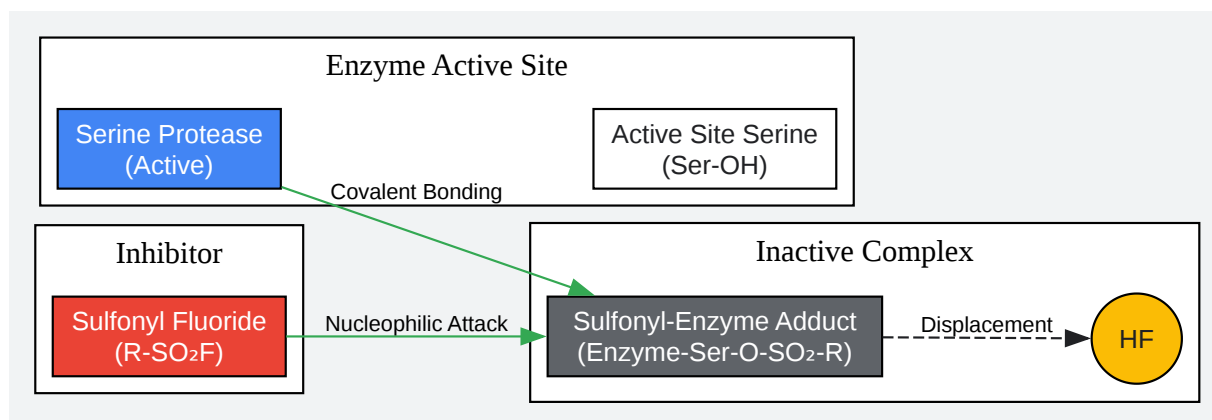 Enzyme Active Site
Serine Protease
(Active)
Active Site Serine
(Ser-OH)
Covalent Bonding
Inhibitor
Sulfonyl Fluoride
(R-SO₂F)
Nucleophilic Attack
Inactive Complex
Sulfonyl-Enzyme Adduct
(Enzyme-Ser-O-SO₂-R)
Displacement
HF